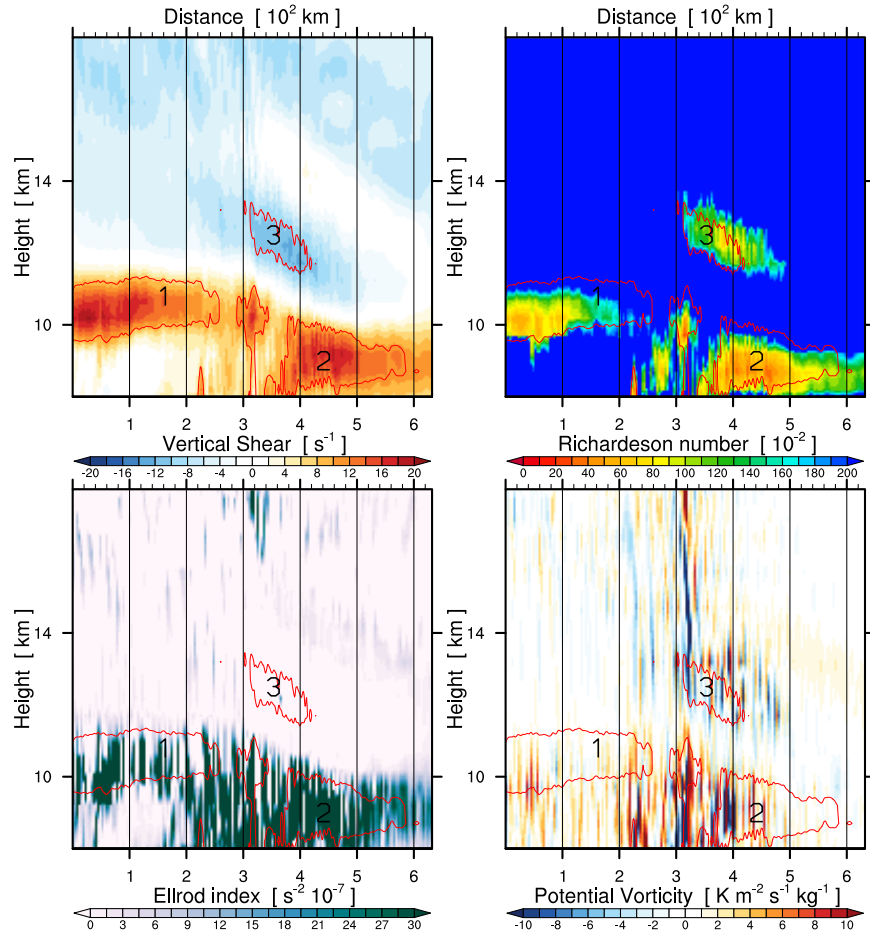 Distance [ 10² km ]
Distance [ 10² km ]
Height [ km ]
14
10
1
2
3
1 2 3 4 5 6
Height [ km ]
14
10
1
2
3
1 2 3 4 5 6
Vertical Shear [ s⁻¹ ]
-20 -16 -12 -8 -4 0 4 8 12 16 20
Richardeson number [ 10⁻² ]
0 20 40 60 80 100 120 140 160 180 200
Height [ km ]
14
10
1
2
3
1 2 3 4 5 6
Height [ km ]
14
10
1
2
3
1 2 3 4 5 6
Ellrod index [ s⁻² 10⁻⁷ ]
0 3 6 9 12 15 18 21 24 27 30
Potential Vorticity [ K m⁻² s⁻¹ kg⁻¹ ]
-10 -8 -6 -4 -2 0 2 4 6 8 10